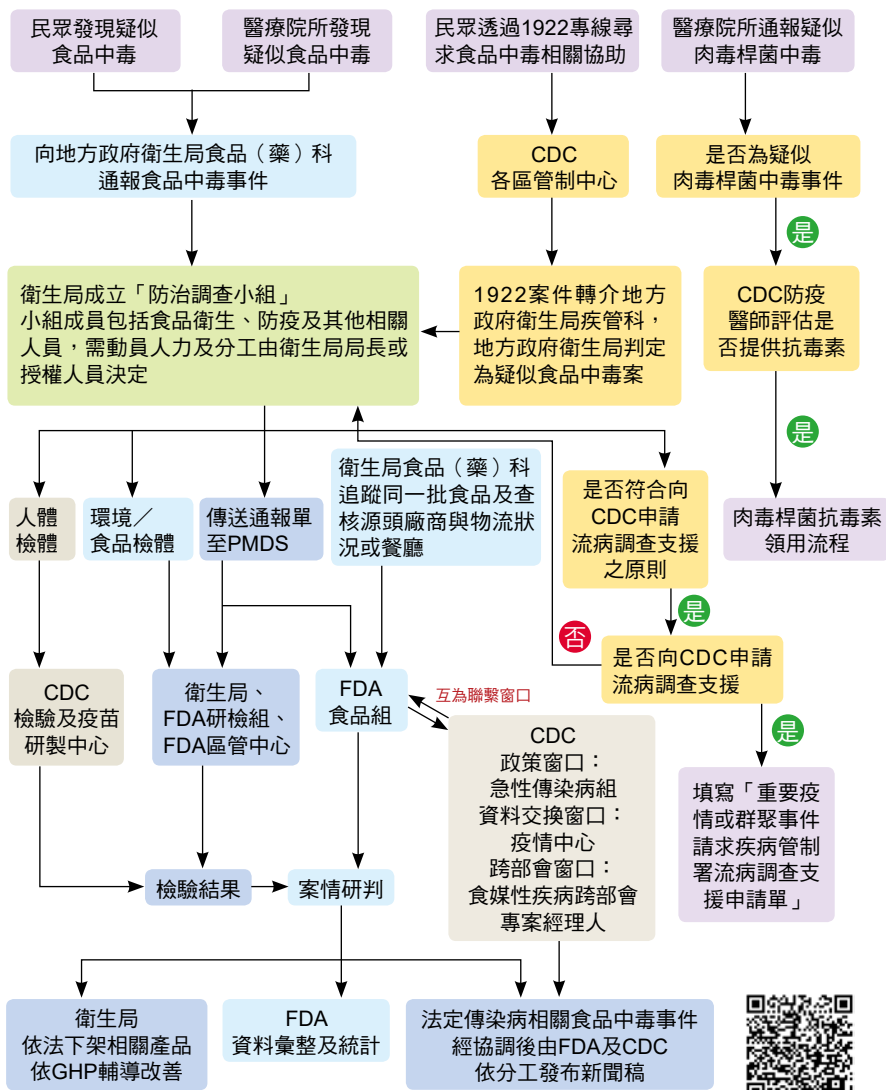 民眾發現疑似
食品中毒
醫療院所發現
疑似食品中毒
民眾透過1922專線尋
求食品中毒相關協助
醫療院所通報疑似
肉毒桿菌中毒
向地方政府衛生局食品（藥）科
通報食品中毒事件
CDC
各區管制中心
是否為疑似
肉毒桿菌中毒事件
是
衛生局成立「防治調查小組」
小組成員包括食品衛生、防疫及其他相關
人員，需動員人力及分工由衛生局局長或
授權人員決定
1922案件轉介地方
政府衛生局疾管科，
地方政府衛生局判定
為疑似食品中毒案
CDC防疫
醫師評估是
否提供抗毒素
是
人體
檢體
環境／
食品檢體
傳送通報單
至PMDS
衛生局食品（藥）科
追蹤同一批食品及查
核源頭廠商與物流狀
況或餐廳
是否符合向
CDC申請
流病調查支援
之原則
肉毒桿菌抗毒素
領用流程
是
否
是否向CDC申請
流病調查支援
CDC
檢驗及疫苗
研製中心
衛生局、
FDA研檢組、
FDA區管中心
FDA
食品組
互為聯繫窗口
CDC
政策窗口：
急性傳染病組
資料交換窗口：
疫情中心
跨部會窗口：
食媒性疾病跨部會
專案經理人
是
填寫「重要疫
情或群聚事件
請求疾病管制
署流病調查支
援申請單」
檢驗結果
案情研判
衛生局
依法下架相關產品
依GHP輔導改善
FDA
資料彙整及統計
法定傳染病相關食品中毒事件
經協調後由FDA及CDC
依分工發布新聞稿